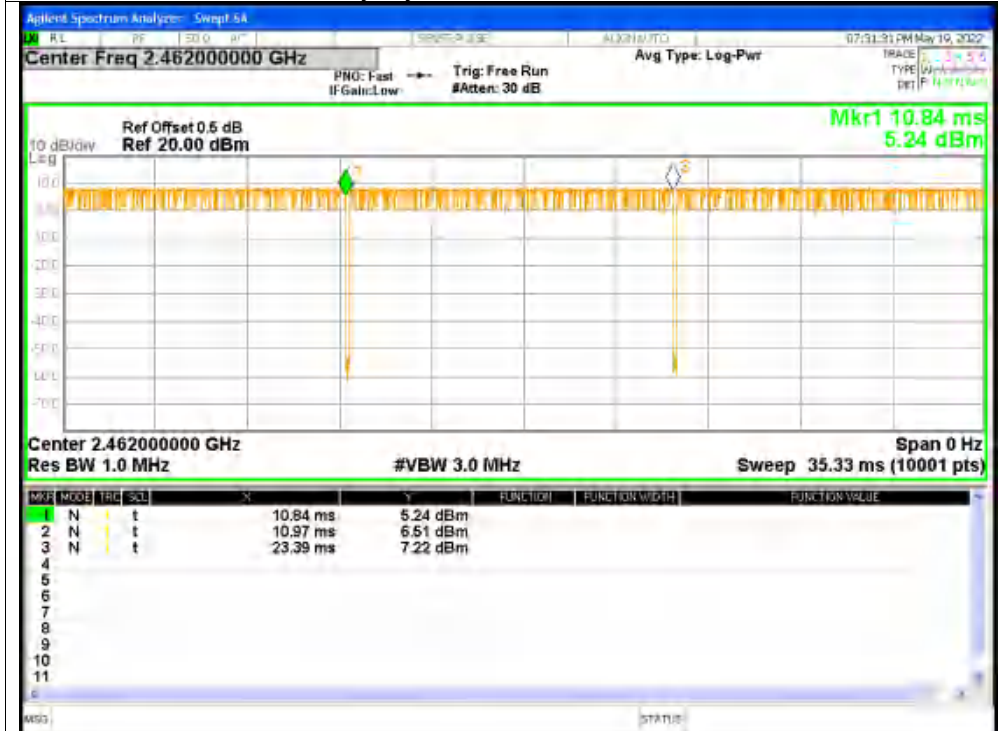 Agilent Spectrum Analyzer - Swept SA
Center Freq 2.462000000 GHz
PNO: Fast
IFGain:Low
Trig: Free Run
#Atten: 30 dB
Avg Type: Log-Pwr
07:31:31 PM May 19, 2022
TRACE
TYPE
DET
Mkr1 10.84 ms
5.24 dBm
Ref Offset 0.5 dB
10 dB/div Ref 20.00 dBm
Log
Center 2.462000000 GHz
Span 0 Hz
Res BW 1.0 MHz
#VBW 3.0 MHz
Sweep 35.33 ms (10001 pts)
MKR MODE TRC SCL X Y FUNCTION FUNCTION WIDTH FUNCTION VALUE
1 N t 10.84 ms 5.24 dBm
2 N t 10.97 ms 6.51 dBm
3 N t 23.39 ms 7.22 dBm
4
5
6
7
8
9
10
11
MSG
STATUS